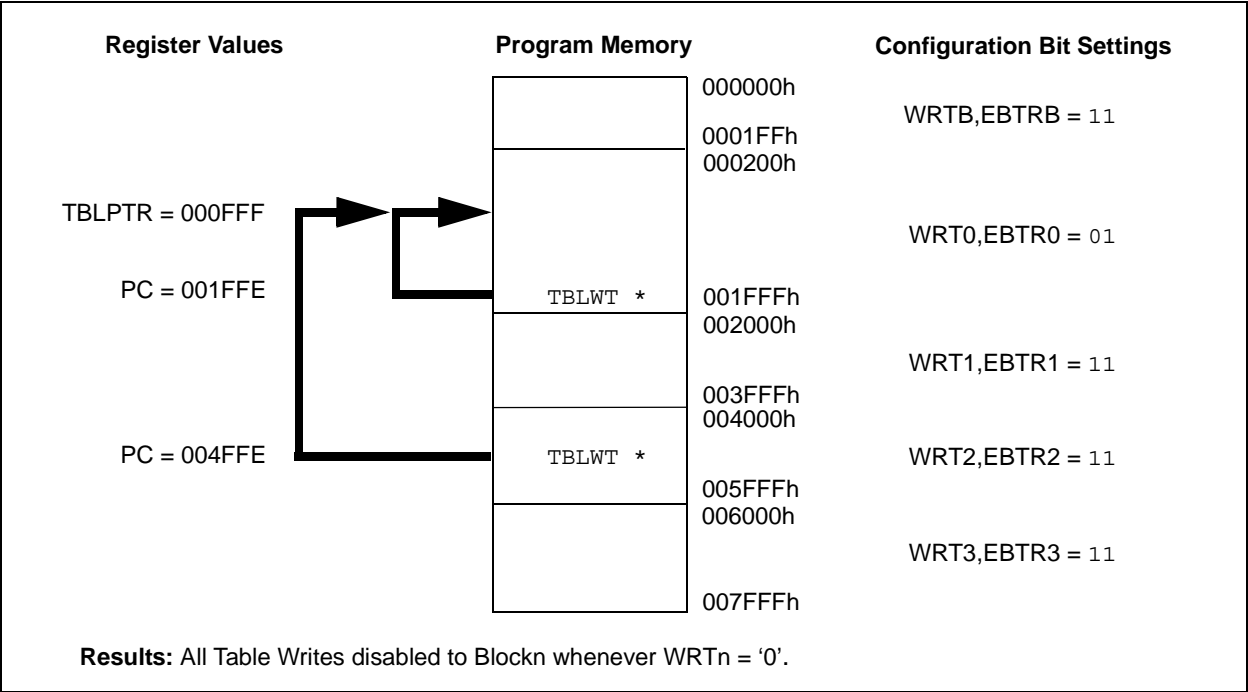 Register Values Program Memory Configuration Bit Settings
000000h
WRTB,EBTRB = 11
0001FFh
000200h
TBLPTR = 000FFF
WRT0,EBTR0 = 01
PC = 001FFE TBLWT * 001FFFh
002000h
WRT1,EBTR1 = 11
003FFFh
004000h
PC = 004FFE TBLWT * WRT2,EBTR2 = 11
005FFFh
006000h
WRT3,EBTR3 = 11
007FFFh
Results: All Table Writes disabled to Blockn whenever WRTn = ‘0’.